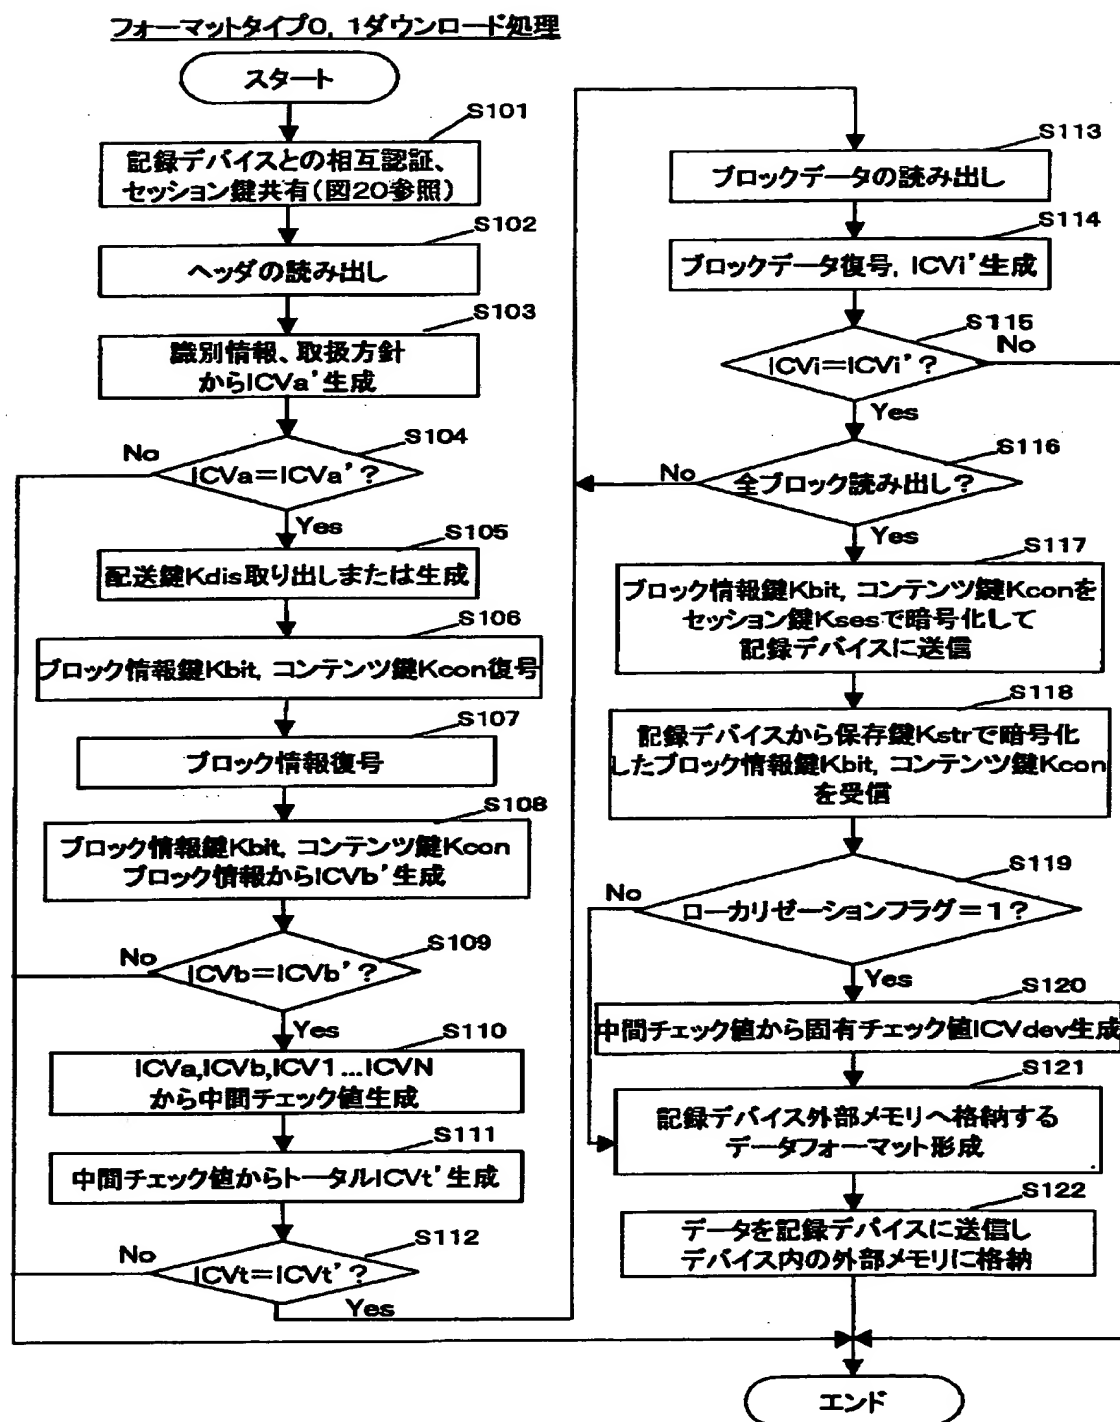 フォーマットタイプ0, 1ダウンロード処理
スタート
S101
記録デバイスとの相互認証、
セッション鍵共有(図20参照)
S102
ヘッダの読み出し
S103
識別情報、取扱方針
からICVa'生成
S104
No
ICVa=ICVa'?
Yes
S105
配送鍵Kdis取り出しまたは生成
S106
ブロック情報鍵Kbit, コンテンツ鍵Kcon復号
S107
ブロック情報復号
S108
ブロック情報鍵Kbit, コンテンツ鍵Kcon
ブロック情報からICVb'生成
S109
No
ICVb=ICVb'?
Yes
S110
ICVa,ICVb,ICV1...ICVN
から中間チェック値生成
S111
中間チェック値からトータルICVt'生成
S112
No
ICVt=ICVt'?
Yes
S113
ブロックデータの読み出し
S114
ブロックデータ復号, ICVi'生成
S115
No
ICVi=ICVi'?
Yes
S116
No
全ブロック読み出し?
Yes
S117
ブロック情報鍵Kbit, コンテンツ鍵Kconを
セッション鍵Ksesで暗号化して
記録デバイスに送信
S118
記録デバイスから保存鍵Kstrで暗号化
したブロック情報鍵Kbit, コンテンツ鍵Kcon
を受信
S119
No
ローカリゼーションフラグ=1?
Yes
S120
中間チェック値から固有チェック値ICVdev生成
S121
記録デバイス外部メモリへ格納する
データフォーマット形成
S122
データを記録デバイスに送信し
デバイス内の外部メモリに格納
エンド